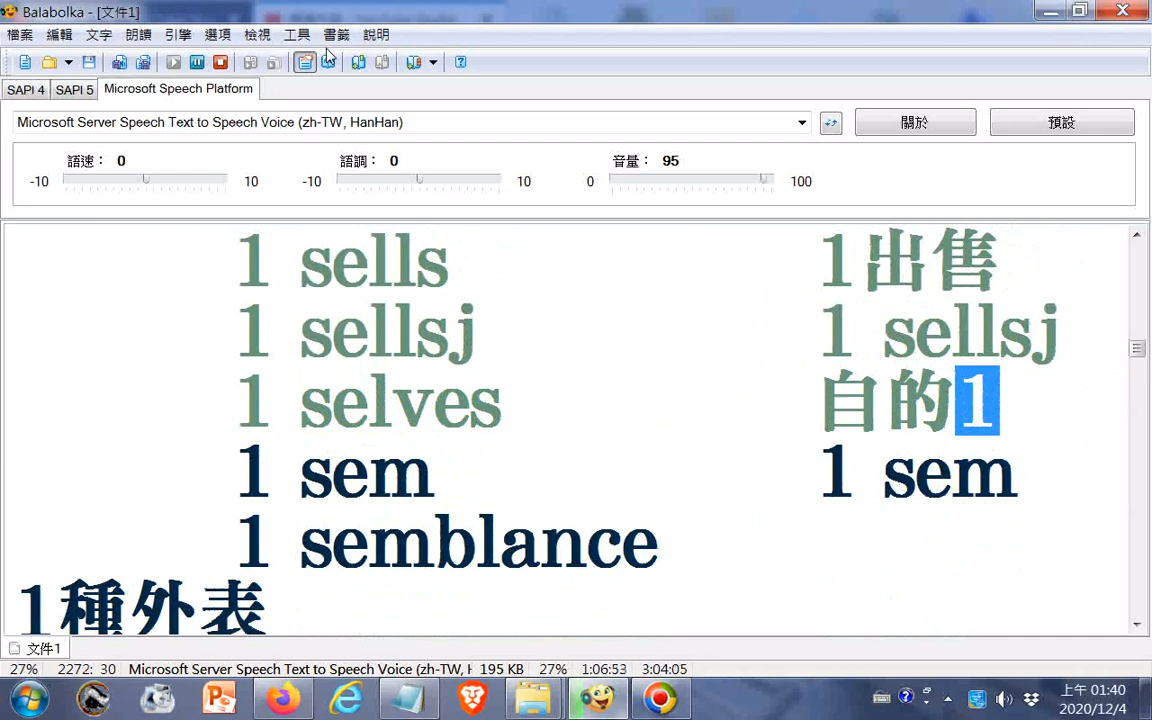 Balabolka - [文件1]
檔案 編輯 文字 朗讀 引擎 選項 檢視 工具 書籤 說明
SAPI 4 SAPI 5 Microsoft Speech Platform
Microsoft Server Speech Text to Speech Voice (zh-TW, HanHan) 關於 預設
語速： 0 語調： 0 音量： 95
-10 10 -10 10 0 100
1 sells 1出售
1 sellsj 1 sellsj
1 selves 自的1
1 sem 1 sem
1 semblance
1種外表
文件1
27% 2272: 30 Microsoft Server Speech Text to Speech Voice (zh-TW, H 195 KB 27% 1:06:53 3:04:05
上午 01:40
2020/12/4